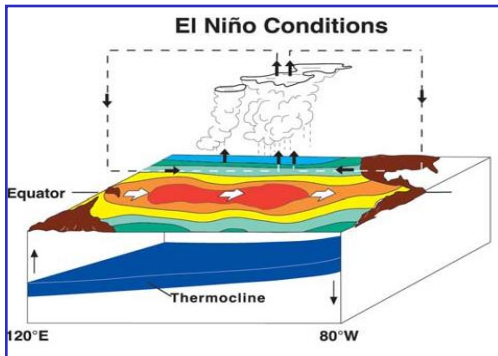 El Niño Conditions
Equator
Thermocline
120°E
80°W